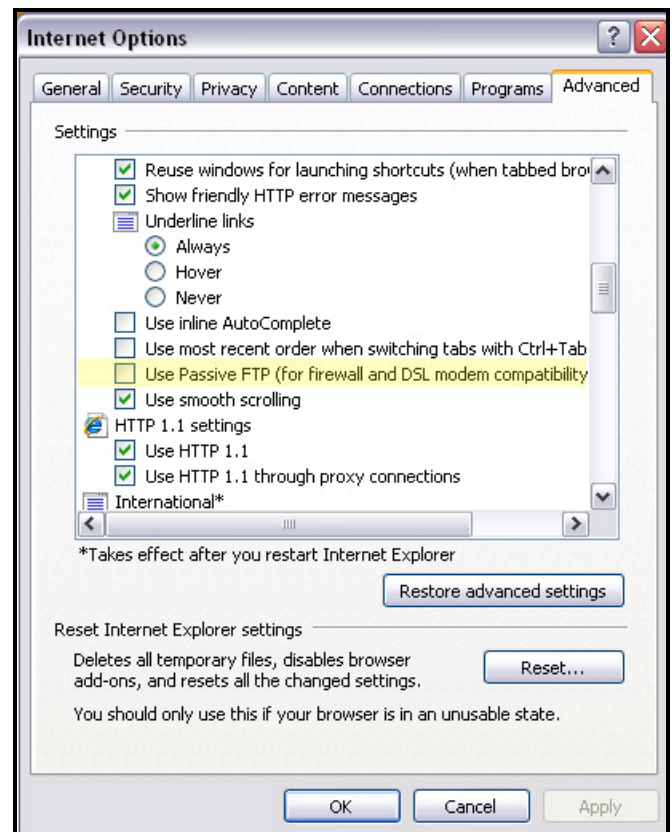 Internet Options
General Security Privacy Content Connections Programs Advanced
Settings
Reuse windows for launching shortcuts (when tabbed bro
Show friendly HTTP error messages
Underline links
Always
Hover
Never
Use inline AutoComplete
Use most recent order when switching tabs with Ctrl+Tab
Use Passive FTP (for firewall and DSL modem compatibility
Use smooth scrolling
HTTP 1.1 settings
Use HTTP 1.1
Use HTTP 1.1 through proxy connections
International*
*Takes effect after you restart Internet Explorer
Restore advanced settings
Reset Internet Explorer settings
Deletes all temporary files, disables browser
add-ons, and resets all the changed settings.
Reset...
You should only use this if your browser is in an unusable state.
OK Cancel Apply